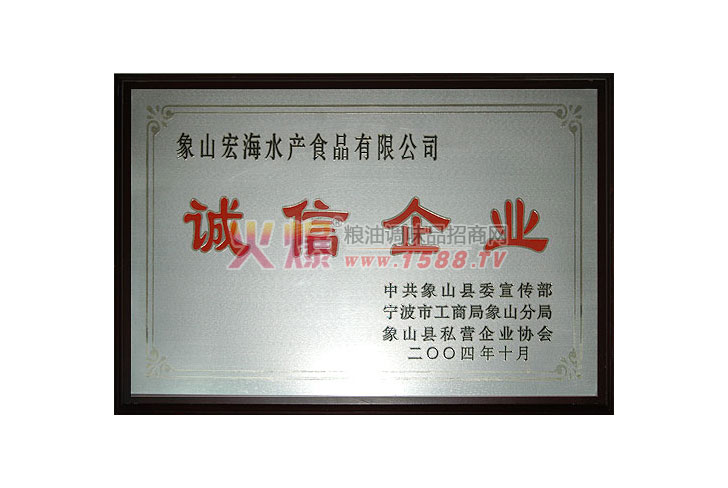 象山宏海水产食品有限公司
诚信企业
火爆®粮油调味品招商网
www.1588.TV
中共象山县委宣传部
宁波市工商局象山分局
象山县私营企业协会
二〇〇四年十月